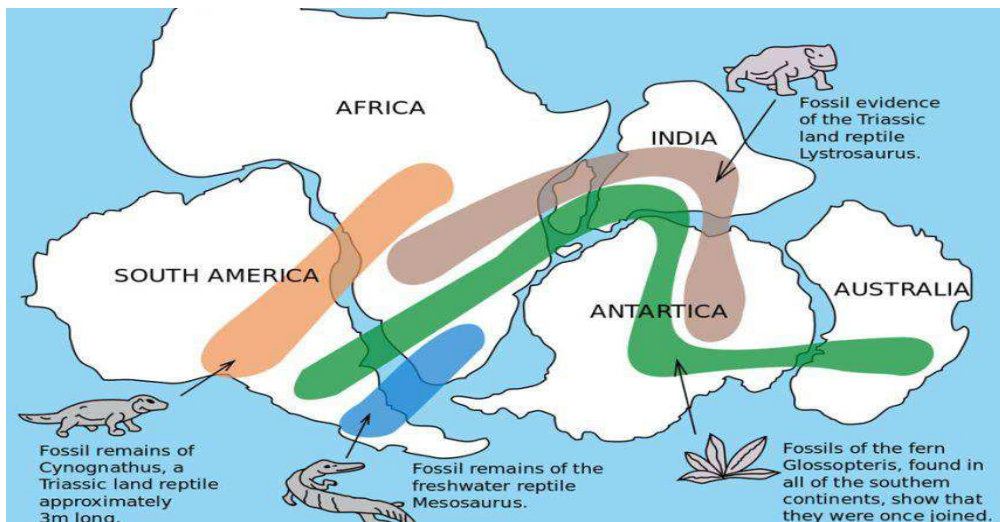 AFRICA
INDIA
Fossil evidence
of the Triassic
land reptile
Lystrosaurus.
SOUTH AMERICA
ANTARTICA
AUSTRALIA
Fossil remains of
Cynognathus, a
Triassic land reptile
approximately
3m long.
Fossil remains of the
freshwater reptile
Mesosaurus.
Fossils of the fern
Glossopteris, found in
all of the southern
continents, show that
they were once joined.